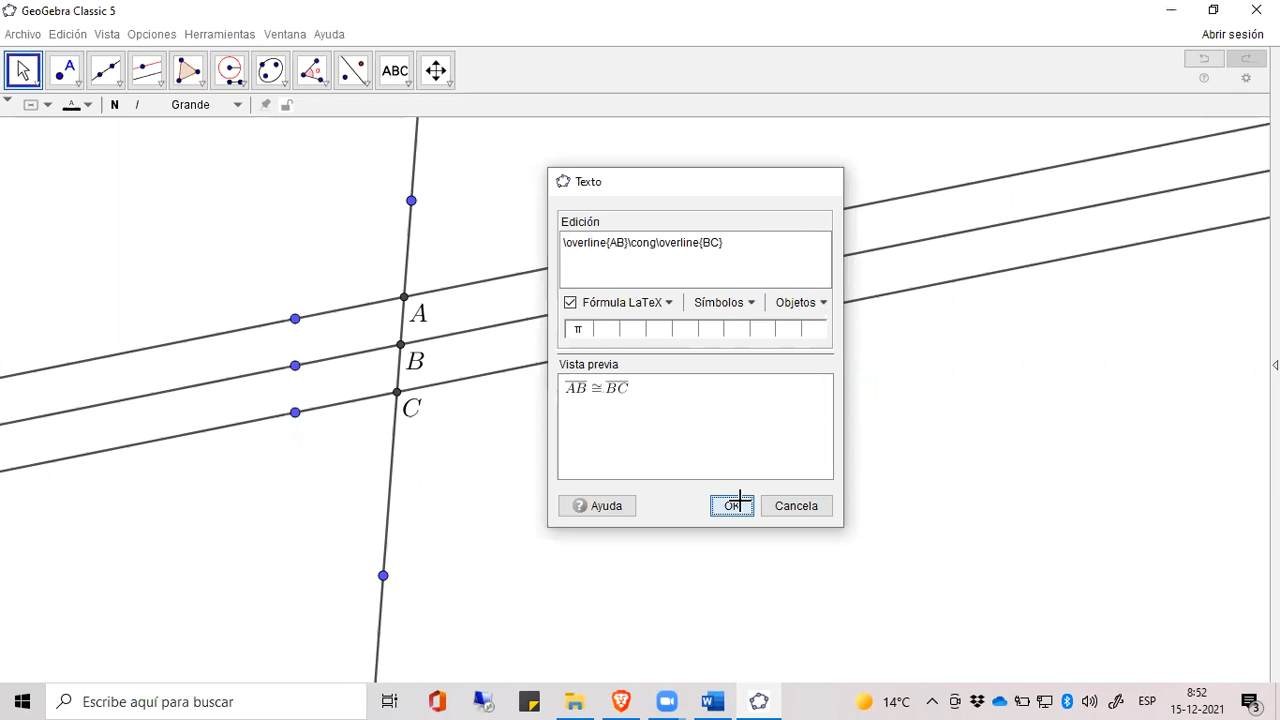 GeoGebra Classic 5
Archivo Edición Vista Opciones Herramientas Ventana Ayuda
Abrir sesión
A
ABC
A N I Grande
Texto
Edición
\overline{AB}\cong\overline{BC}
Fórmula LaTeX Símbolos Objetos
π
Vista previa
AB ≅ BC
Ayuda OK Cancela
A
B
C
Escribe aquí para buscar
14°C
ESP
8:52
15-12-2021
3